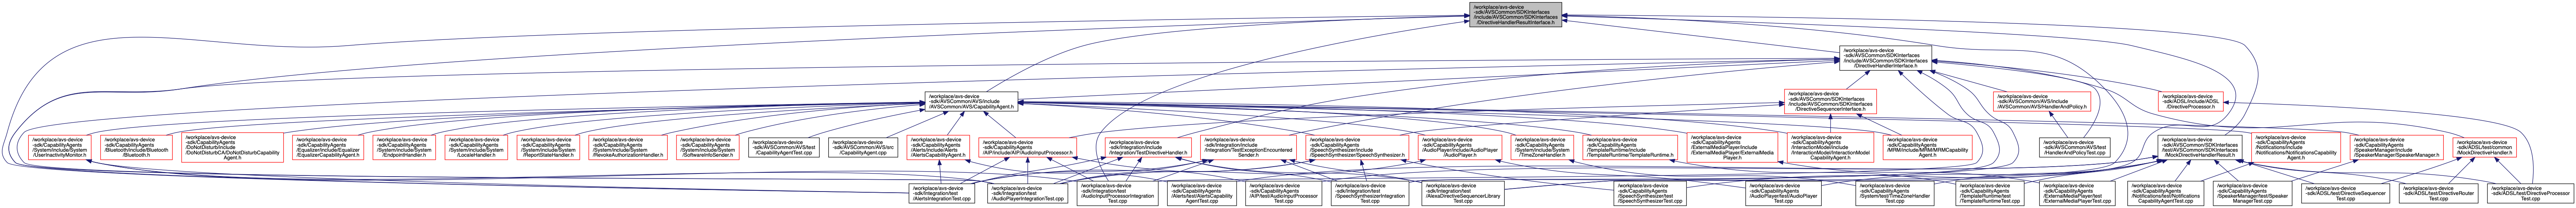 /workplace/avs-device
-sdk/AVSCommon/SDKInterfaces
/include/AVSCommon/SDKInterfaces
/DirectiveHandlerResultInterface.h
/workplace/avs-device
-sdk/AVSCommon/SDKInterfaces
/include/AVSCommon/SDKInterfaces
/DirectiveHandlerInterface.h
/workplace/avs-device
-sdk/AVSCommon/AVS/include
/AVSCommon/AVS/CapabilityAgent.h
/workplace/avs-device
-sdk/AVSCommon/SDKInterfaces
/include/AVSCommon/SDKInterfaces
/DirectiveSequencerInterface.h
/workplace/avs-device
-sdk/AVSCommon/AVS/include
/AVSCommon/AVS/HandlerAndPolicy.h
/workplace/avs-device
-sdk/ADSL/include/ADSL
/DirectiveProcessor.h
/workplace/avs-device
-sdk/CapabilityAgents
/System/include/System
/UserInactivityMonitor.h
/workplace/avs-device
-sdk/CapabilityAgents
/Bluetooth/include/Bluetooth
/Bluetooth.h
/workplace/avs-device
-sdk/CapabilityAgents
/DoNotDisturb/include
/DoNotDisturbCA/DoNotDisturbCapability
Agent.h
/workplace/avs-device
-sdk/CapabilityAgents
/Equalizer/include/Equalizer
/EqualizerCapabilityAgent.h
/workplace/avs-device
-sdk/CapabilityAgents
/System/include/System
/EndpointHandler.h
/workplace/avs-device
-sdk/CapabilityAgents
/System/include/System
/LocaleHandler.h
/workplace/avs-device
-sdk/CapabilityAgents
/System/include/System
/ReportStateHandler.h
/workplace/avs-device
-sdk/CapabilityAgents/System
/include/System
/RevokeAuthorizationHandler.h
/workplace/avs-device
-sdk/CapabilityAgents
/System/include/System
/SoftwareInfoSender.h
/workplace/avs-device
-sdk/AVSCommon/AVS/test
/CapabilityAgentTest.cpp
/workplace/avs-device
-sdk/AVSCommon/AVS/src
/CapabilityAgent.cpp
/workplace/avs-device
-sdk/CapabilityAgents
/Alerts/include/Alerts
/AlertsCapabilityAgent.h
/workplace/avs-device
-sdk/CapabilityAgents
/AIP/include/AIP/AudioInputProcessor.h
/workplace/avs-device
-sdk/Integration/include
/Integration/TestDirectiveHandler.h
/workplace/avs-device
-sdk/Integration/include
/Integration/TestExceptionEncountered
Sender.h
/workplace/avs-device
-sdk/CapabilityAgents
/SpeechSynthesizer/include
/SpeechSynthesizer/SpeechSynthesizer.h
/workplace/avs-device
-sdk/CapabilityAgents
/AudioPlayer/include/AudioPlayer
/AudioPlayer.h
/workplace/avs-device
-sdk/CapabilityAgents
/System/include/System
/TimeZoneHandler.h
/workplace/avs-device
-sdk/CapabilityAgents
/TemplateRuntime/include
/TemplateRuntime/TemplateRuntime.h
/workplace/avs-device
-sdk/CapabilityAgents
/ExternalMediaPlayer/include
/ExternalMediaPlayer/ExternalMedia
Player.h
/workplace/avs-device
-sdk/CapabilityAgents
/InteractionModel/include
/InteractionModel/InteractionModel
CapabilityAgent.h
/workplace/avs-device
-sdk/CapabilityAgents
/MRM/include/MRM/MRMCapability
Agent.h
/workplace/avs-device
-sdk/AVSCommon/AVS/test
/HandlerAndPolicyTest.cpp
/workplace/avs-device
-sdk/AVSCommon/SDKInterfaces
/test/AVSCommon/SDKInterfaces
/MockDirectiveHandlerResult.h
/workplace/avs-device
-sdk/CapabilityAgents
/Notifications/include
/Notifications/NotificationsCapability
Agent.h
/workplace/avs-device
-sdk/CapabilityAgents
/SpeakerManager/include
/SpeakerManager/SpeakerManager.h
/workplace/avs-device
-sdk/ADSL/test/common
/MockDirectiveHandler.h
/workplace/avs-device
-sdk/Integration/test
/AlertsIntegrationTest.cpp
/workplace/avs-device
-sdk/Integration/test
/AudioPlayerIntegrationTest.cpp
/workplace/avs-device
-sdk/Integration/test
/AudioInputProcessorIntegration
Test.cpp
/workplace/avs-device
-sdk/CapabilityAgents
/Alerts/test/AlertsCapability
AgentTest.cpp
/workplace/avs-device
-sdk/CapabilityAgents
/AIP/test/AudioInputProcessor
Test.cpp
/workplace/avs-device
-sdk/Integration/test
/SpeechSynthesizerIntegration
Test.cpp
/workplace/avs-device
-sdk/Integration/test
/AlexaDirectiveSequencerLibrary
Test.cpp
/workplace/avs-device
-sdk/CapabilityAgents
/SpeechSynthesizer/test
/SpeechSynthesizerTest.cpp
/workplace/avs-device
-sdk/CapabilityAgents
/AudioPlayer/test/AudioPlayer
Test.cpp
/workplace/avs-device
-sdk/CapabilityAgents
/System/test/TimeZoneHandler
Test.cpp
/workplace/avs-device
-sdk/CapabilityAgents
/TemplateRuntime/test
/TemplateRuntimeTest.cpp
/workplace/avs-device
-sdk/CapabilityAgents
/ExternalMediaPlayer/test
/ExternalMediaPlayerTest.cpp
/workplace/avs-device
-sdk/CapabilityAgents
/Notifications/test/Notifications
CapabilityAgentTest.cpp
/workplace/avs-device
-sdk/CapabilityAgents
/SpeakerManager/test/Speaker
ManagerTest.cpp
/workplace/avs-device
-sdk/ADSL/test/DirectiveSequencer
Test.cpp
/workplace/avs-device
-sdk/ADSL/test/DirectiveRouter
Test.cpp
/workplace/avs-device
-sdk/ADSL/test/DirectiveProcessor
Test.cpp